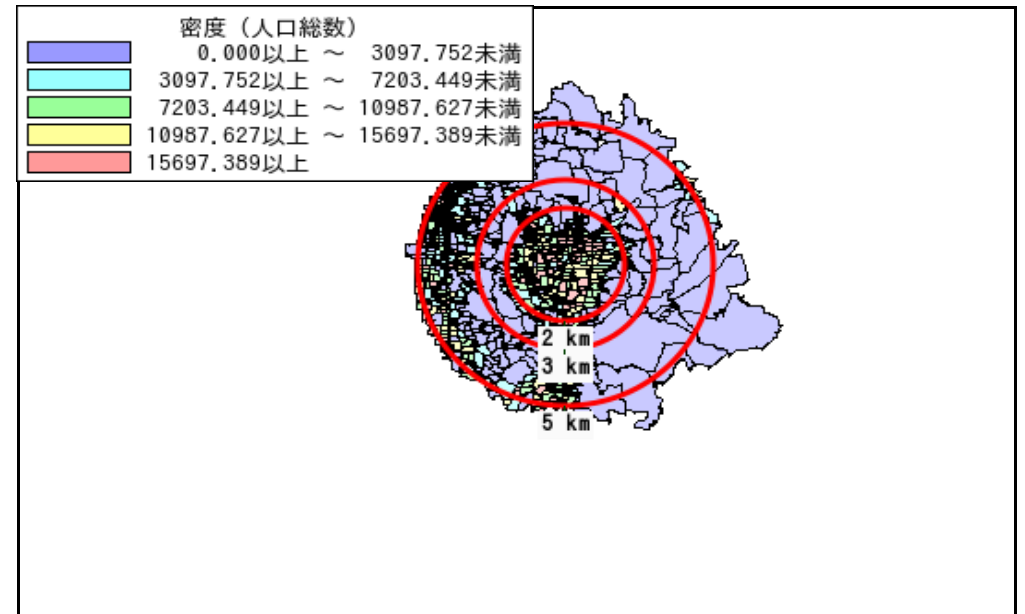 密度（人口総数）
0.000以上 ～ 3097.752未満
3097.752以上 ～ 7203.449未満
7203.449以上 ～ 10987.627未満
10987.627以上 ～ 15697.389未満
15697.389以上
2 km
3 km
5 km